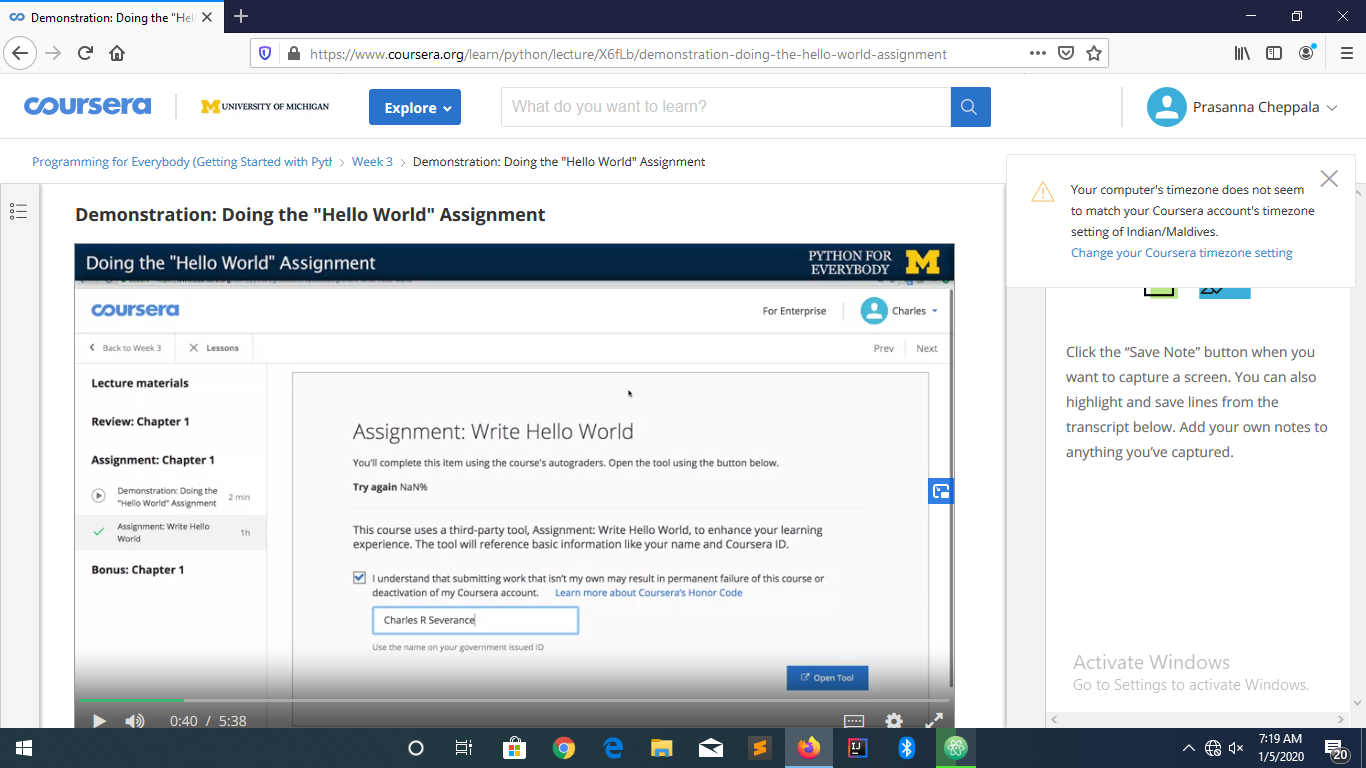 Demonstration: Doing the "Hel
https://www.coursera.org/learn/python/lecture/X6fLb/demonstration-doing-the-hello-world-assignment
coursera
UNIVERSITY OF MICHIGAN
Explore
What do you want to learn?
Prasanna Cheppala
Programming for Everybody (Getting Started with Pyt
Week 3
Demonstration: Doing the "Hello World" Assignment
Your computer's timezone does not seem
to match your Coursera account's timezone
setting of Indian/Maldives.
Change your Coursera timezone setting
Demonstration: Doing the "Hello World" Assignment
Doing the "Hello World" Assignment
PYTHON FOR
EVERYBODY
coursera
For Enterprise
Charles
Back to Week 3
Lessons
Prev
Next
Lecture materials
Review: Chapter 1
Assignment: Chapter 1
Demonstration: Doing the
"Hello World" Assignment
2 min
Assignment: Write Hello
World
1h
Bonus: Chapter 1
Assignment: Write Hello World
You'll complete this item using the course's autograders. Open the tool using the button below.
Try again NaN%
This course uses a third-party tool, Assignment: Write Hello World, to enhance your learning
experience. The tool will reference basic information like your name and Coursera ID.
I understand that submitting work that isn't my own may result in permanent failure of this course or
deactivation of my Coursera account. Learn more about Coursera's Honor Code
Charles R Severance
Use the name on your government issued ID
Open Tool
0:40 / 5:38
Click the “Save Note” button when you
want to capture a screen. You can also
highlight and save lines from the
transcript below. Add your own notes to
anything you’ve captured.
Activate Windows
Go to Settings to activate Windows.
7:19 AM
1/5/2020
20